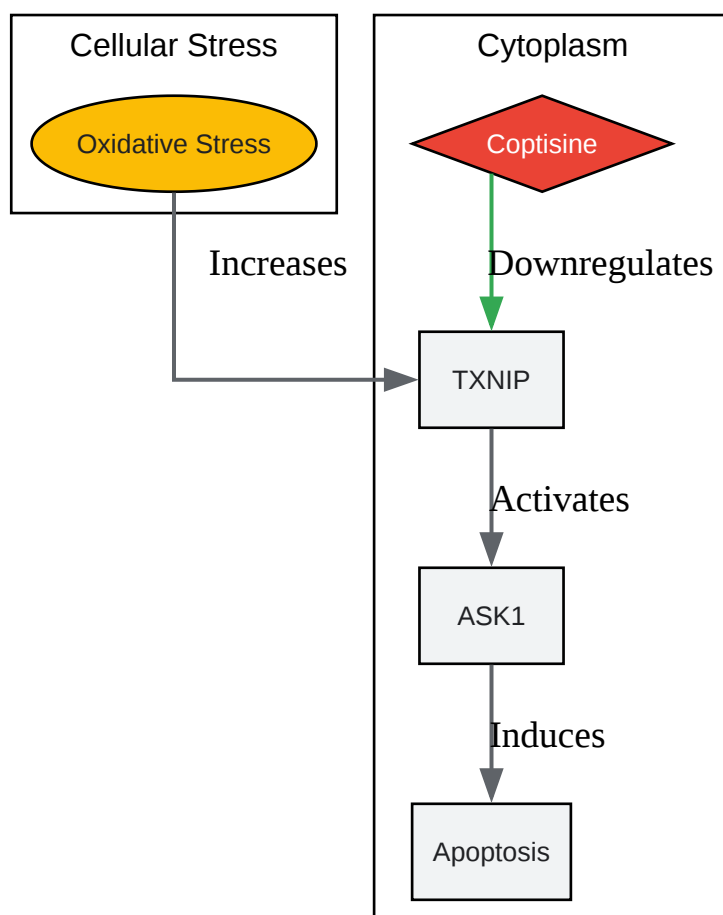 Cellular Stress
Cytoplasm
Oxidative Stress
Coptisine
Increases
Downregulates
TXNIP
Activates
ASK1
Induces
Apoptosis